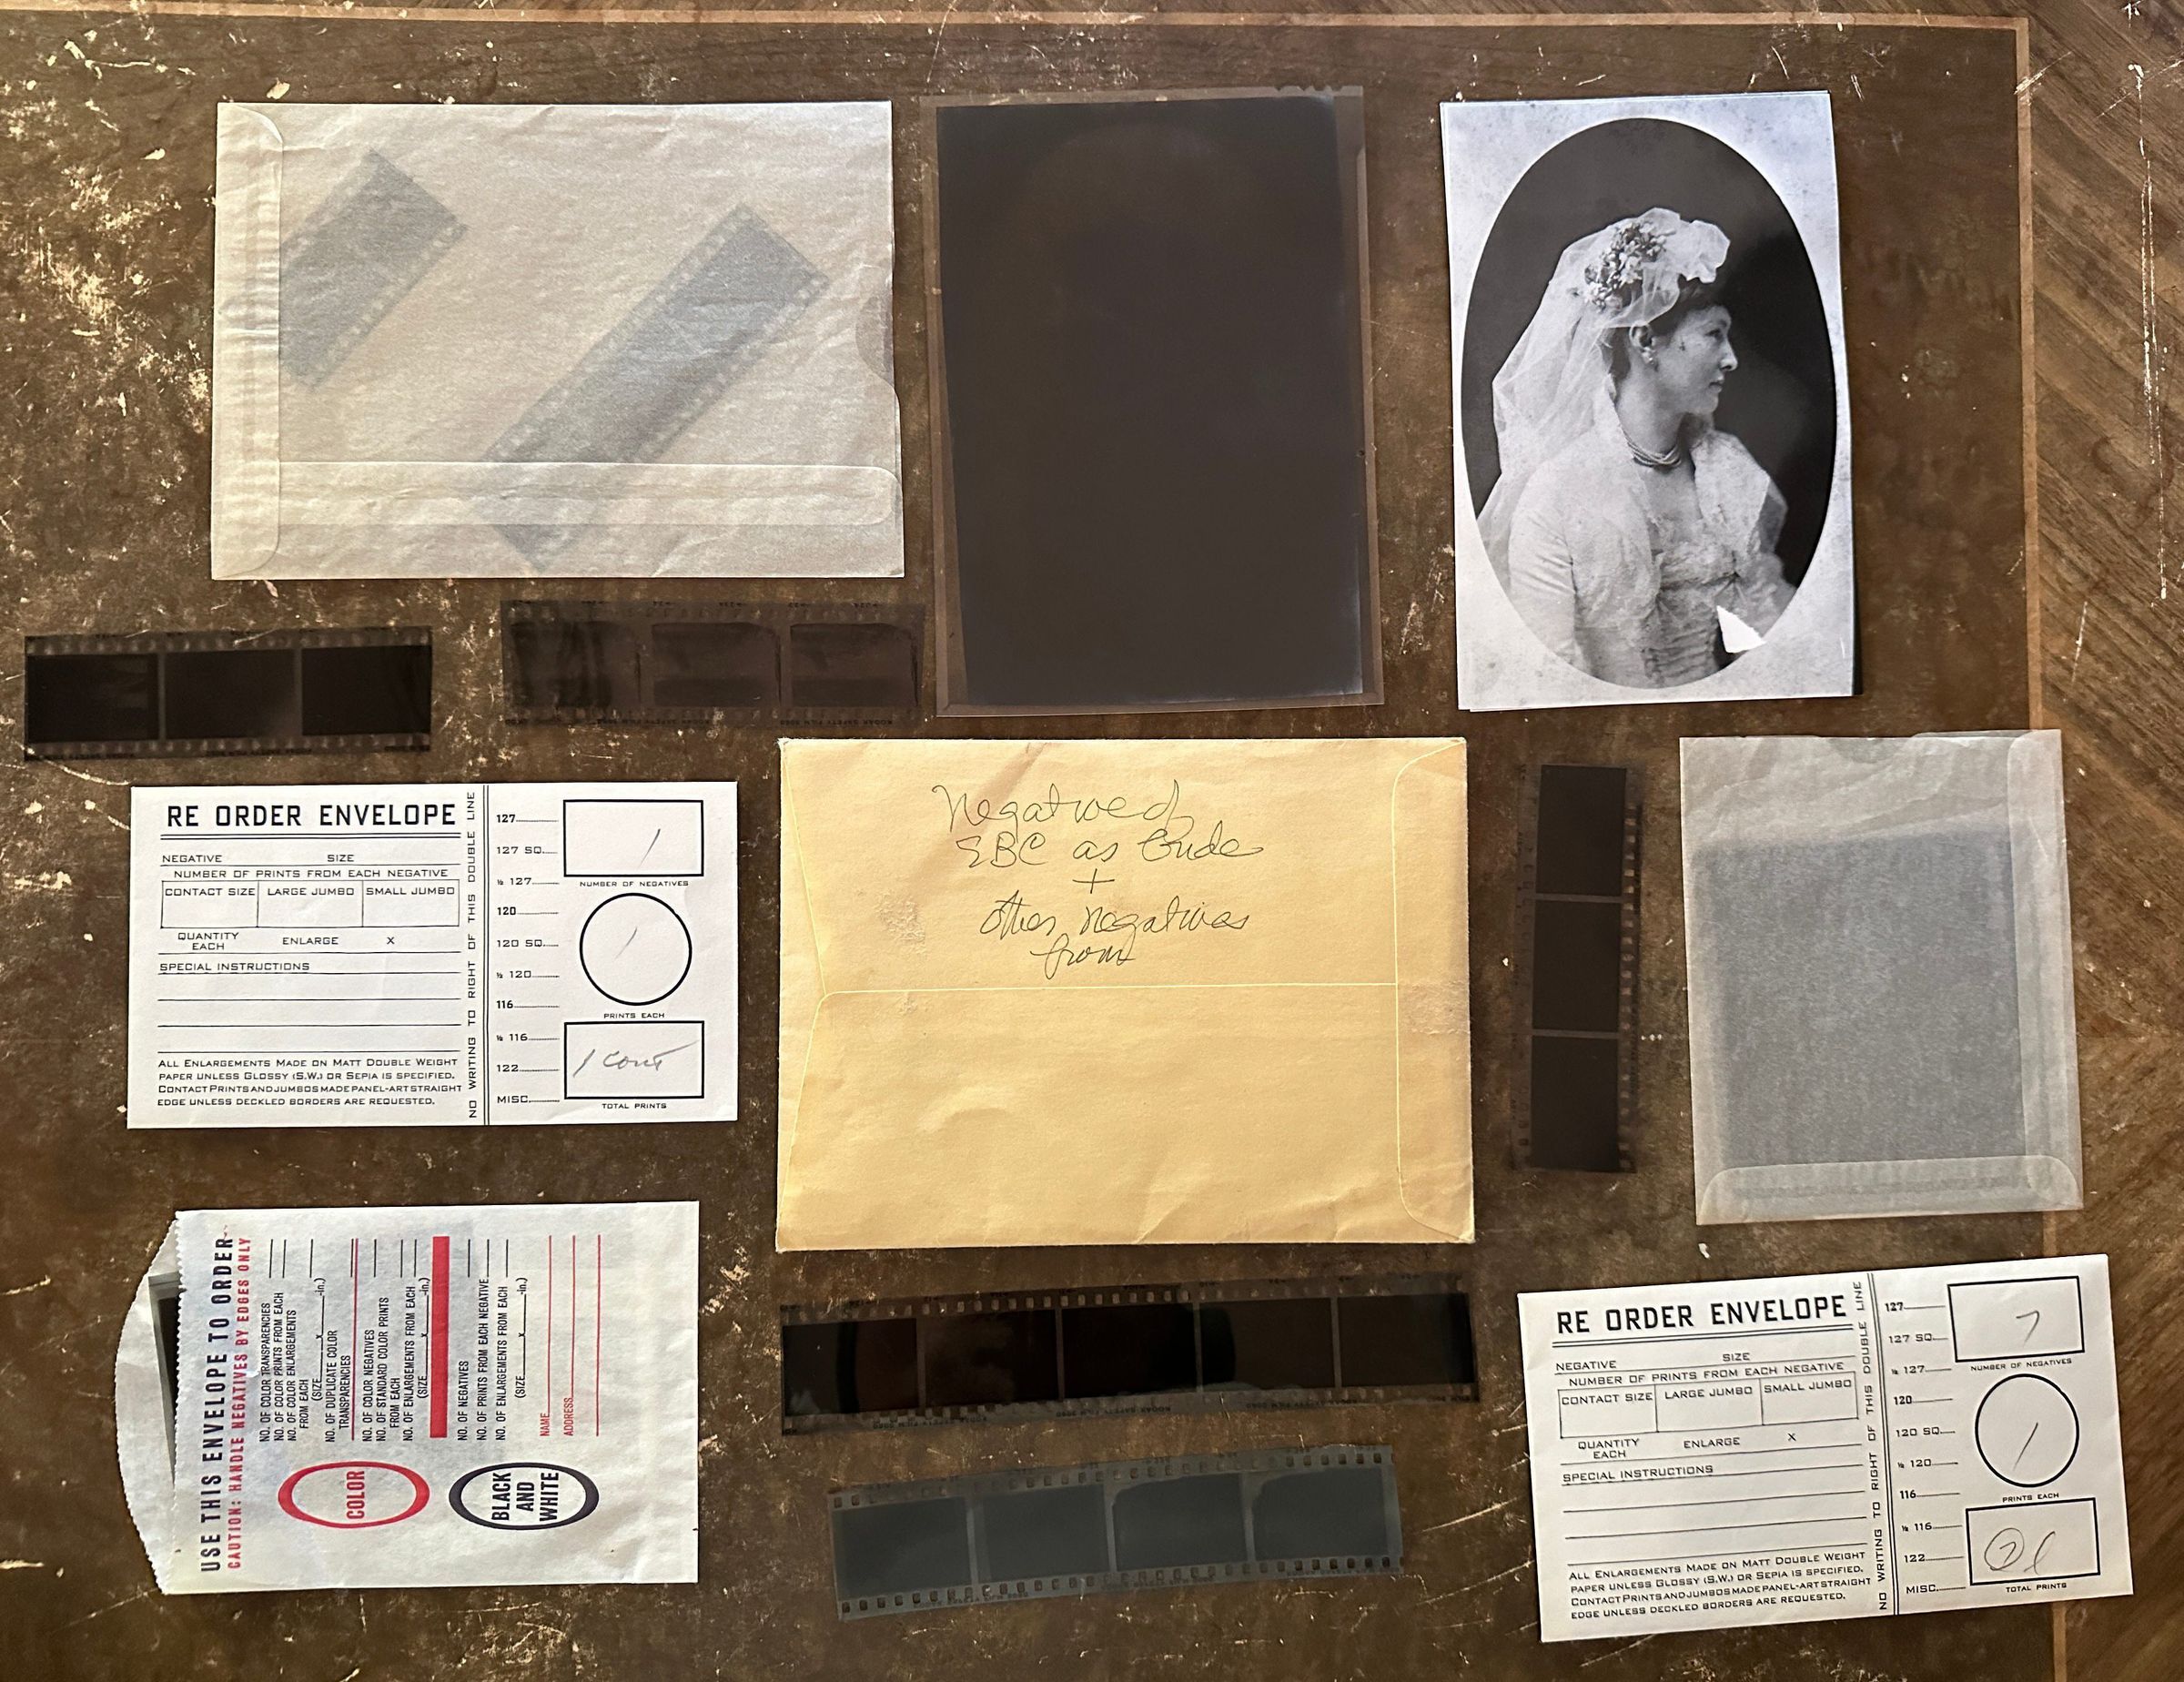 KODAK SAFETY FILM 5063
RE ORDER ENVELOPE
NEGATIVE SIZE
NUMBER OF PRINTS FROM EACH NEGATIVE
CONTACT SIZE LARGE JUMBO SMALL JUMBO
QUANTITY EACH ENLARGE X
SPECIAL INSTRUCTIONS
ALL ENLARGEMENTS MADE ON MATT DOUBLE WEIGHT
PAPER UNLESS GLOSSY (S.W.) OR SEPIA IS SPECIFIED.
CONTACT PRINTS AND JUMBOS MADE PANEL-ART STRAIGHT
EDGE UNLESS DECKLED BORDERS ARE REQUESTED.
NO WRITING TO RIGHT OF THIS DOUBLE LINE
127
127 SQ.
½ 127
120
120 SQ.
½ 120
116
½ 116
122
MISC.
1
NUMBER OF NEGATIVES
1
PRINTS EACH
1 cont
TOTAL PRINTS
Negatives
EBC as Bride
+
other negatives
from
USE THIS ENVELOPE TO ORDER-
CAUTION: HANDLE NEGATIVES BY EDGES ONLY
NO. OF COLOR TRANSPARENCIES
NO. OF COLOR PRINTS FROM EACH
NO. OF COLOR ENLARGEMENTS
FROM EACH
(SIZE x -in.)
NO. OF DUPLICATE COLOR
TRANSPARENCIES
COLOR
NO. OF COLOR NEGATIVES
NO. OF STANDARD COLOR PRINTS
FROM EACH
NO. OF ENLARGEMENTS FROM EACH
(SIZE x -in.)
BLACK
AND
WHITE
NO. OF NEGATIVES
NO. OF PRINTS FROM EACH NEGATIVE
NO. OF ENLARGEMENTS FROM EACH
(SIZE x -in.)
NAME
ADDRESS
RE ORDER ENVELOPE
NEGATIVE SIZE
NUMBER OF PRINTS FROM EACH NEGATIVE
CONTACT SIZE LARGE JUMBO SMALL JUMBO
QUANTITY EACH ENLARGE X
SPECIAL INSTRUCTIONS
ALL ENLARGEMENTS MADE ON MATT DOUBLE WEIGHT
PAPER UNLESS GLOSSY (S.W.) OR SEPIA IS SPECIFIED.
CONTACT PRINTS AND JUMBOS MADE PANEL-ART STRAIGHT
EDGE UNLESS DECKLED BORDERS ARE REQUESTED.
NO WRITING TO RIGHT OF THIS DOUBLE LINE
127
127 SQ.
½ 127
120
120 SQ.
½ 120
116
½ 116
122
MISC.
7
NUMBER OF NEGATIVES
1
PRINTS EACH
7
TOTAL PRINTS